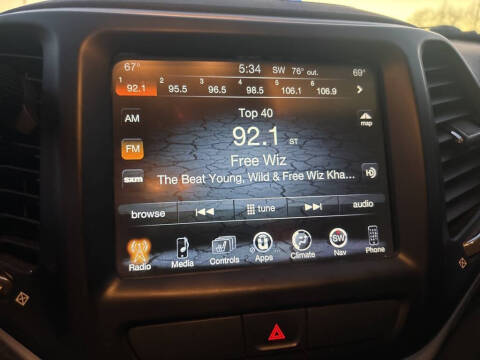 67° 5:34 SW 76° out. 69°
1 2 3 4 5 6
92.1 95.5 96.5 98.5 106.1 106.9
AM
Top 40
map
92.1 ST
FM
Free Wiz
sxm
The Beat Young, Wild & Free Wiz Kha...
browse tune audio
SW
Radio Media Controls Apps Climate Nav Phone